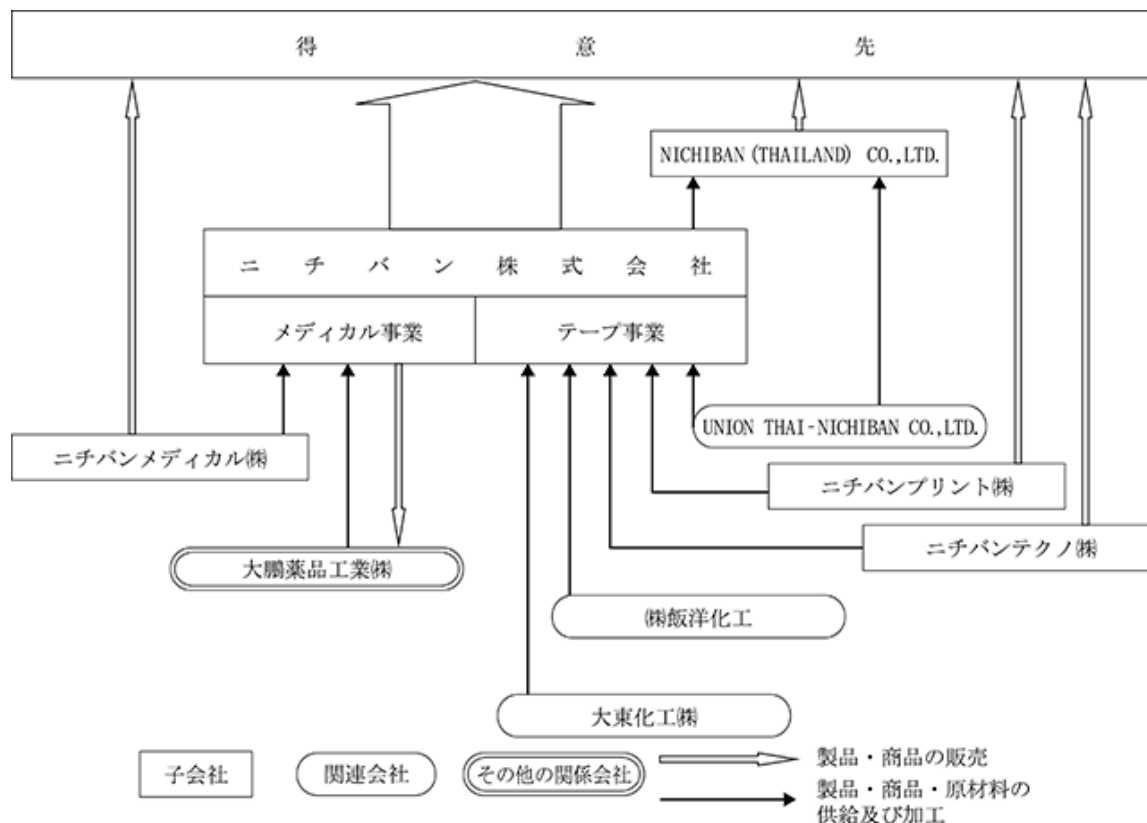 得意先
NICHIBAN (THAILAND) CO.,LTD.
ニチバン株式会社
メディカル事業
テープ事業
UNION THAI-NICHIBAN CO.,LTD.
ニチバンメディカル㈱
ニチバンプリント㈱
ニチバンテクノ㈱
大鵬薬品工業㈱
㈱飯洋化工
大東化工㈱
子会社
関連会社
その他の関係会社
製品・商品の販売
製品・商品・原材料の
供給及び加工